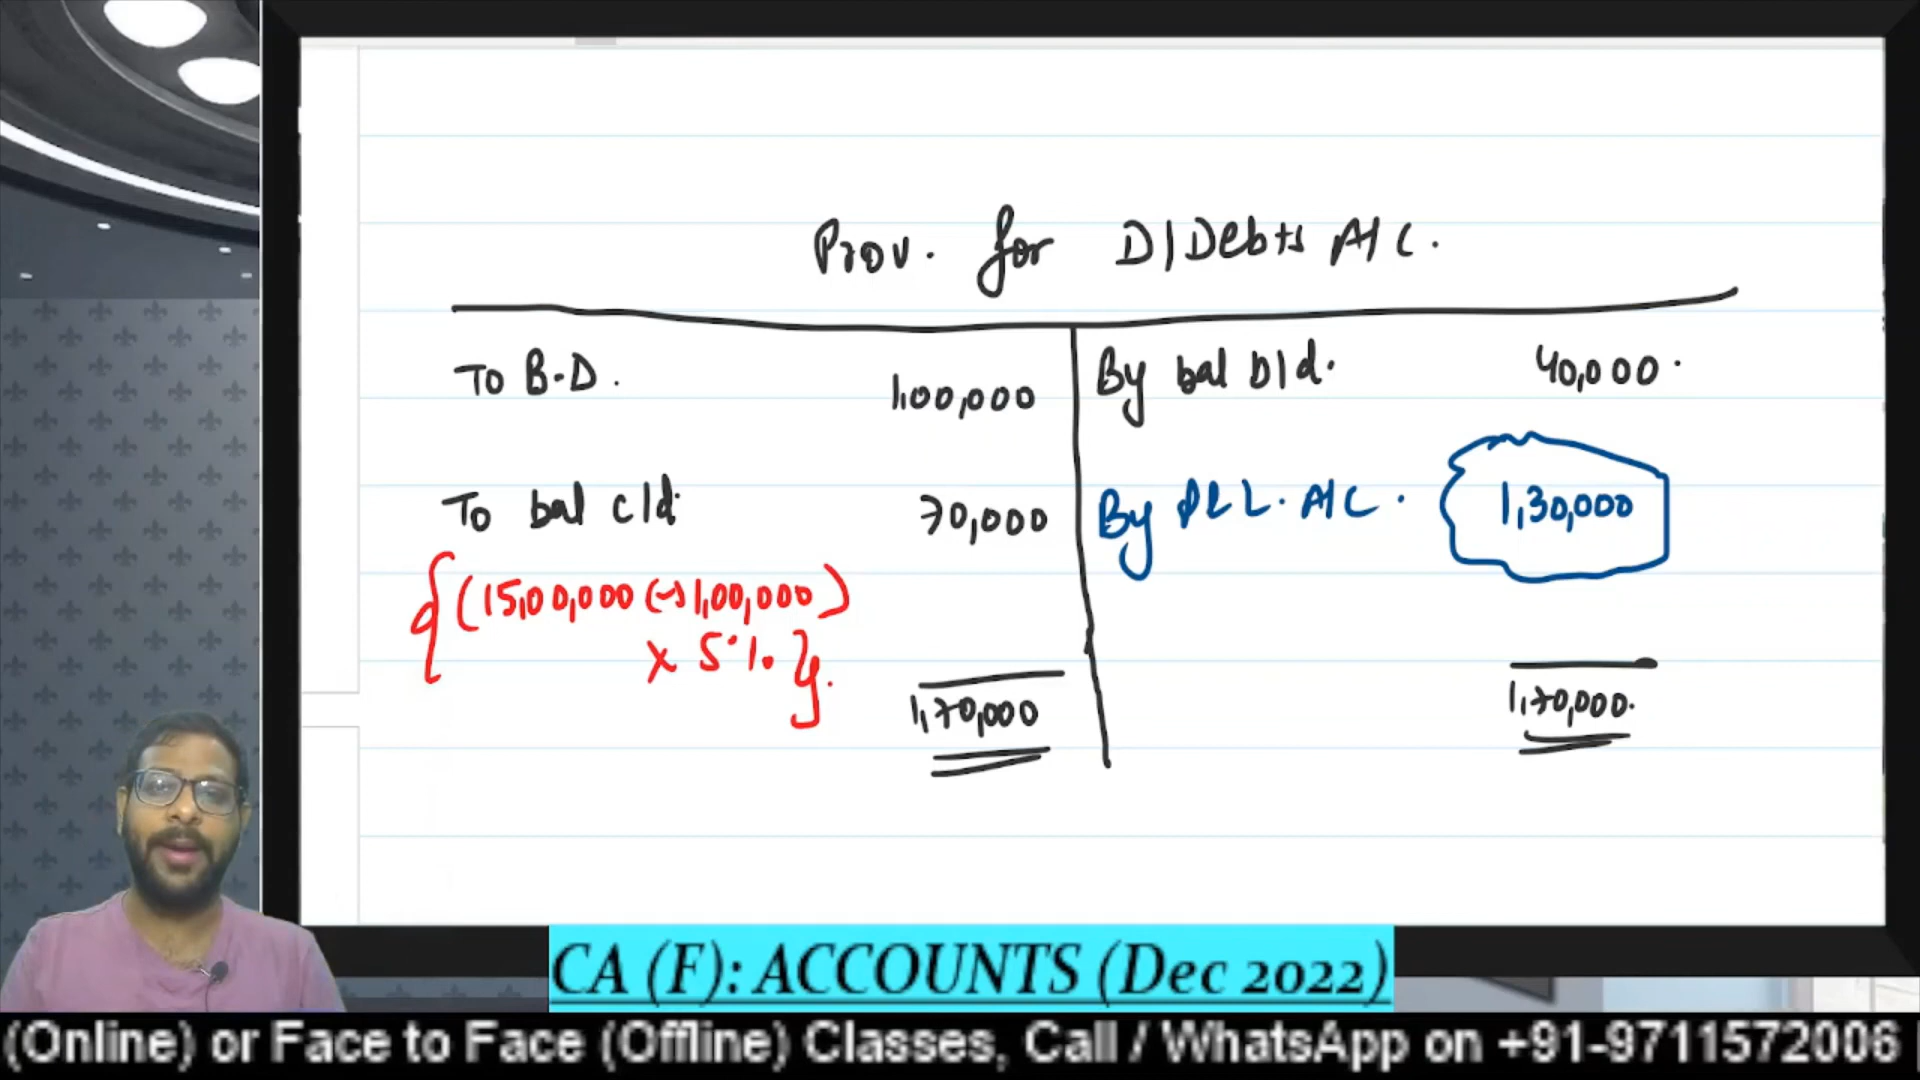 Prov. for D/Debts A/C.
To B.D. 1,00,000 By bal b/d. 40,000.
To bal c/d. 70,000 By P&L. A/C. 1,30,000
{(15,00,000 (-) 1,00,000)
x 5%.}.
1,70,000 1,70,000.
CA (F): ACCOUNTS (Dec 2022)
(Online) or Face to Face (Offline) Classes, Call / WhatsApp on +91-9711572006